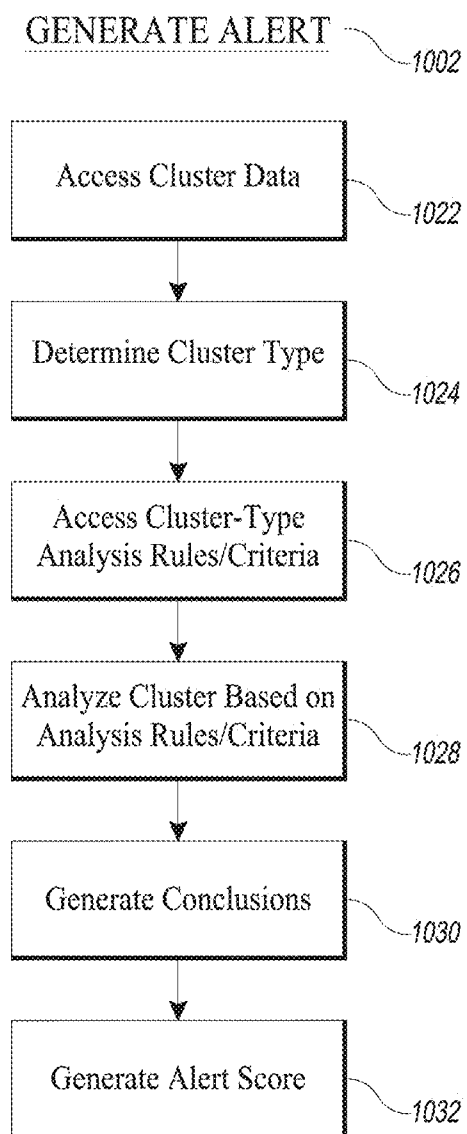 GENERATE ALERT
1002
Access Cluster Data
1022
Determine Cluster Type
1024
Access Cluster-Type
Analysis Rules/Criteria
1026
Analyze Cluster Based on
Analysis Rules/Criteria
1028
Generate Conclusions
1030
Generate Alert Score
1032